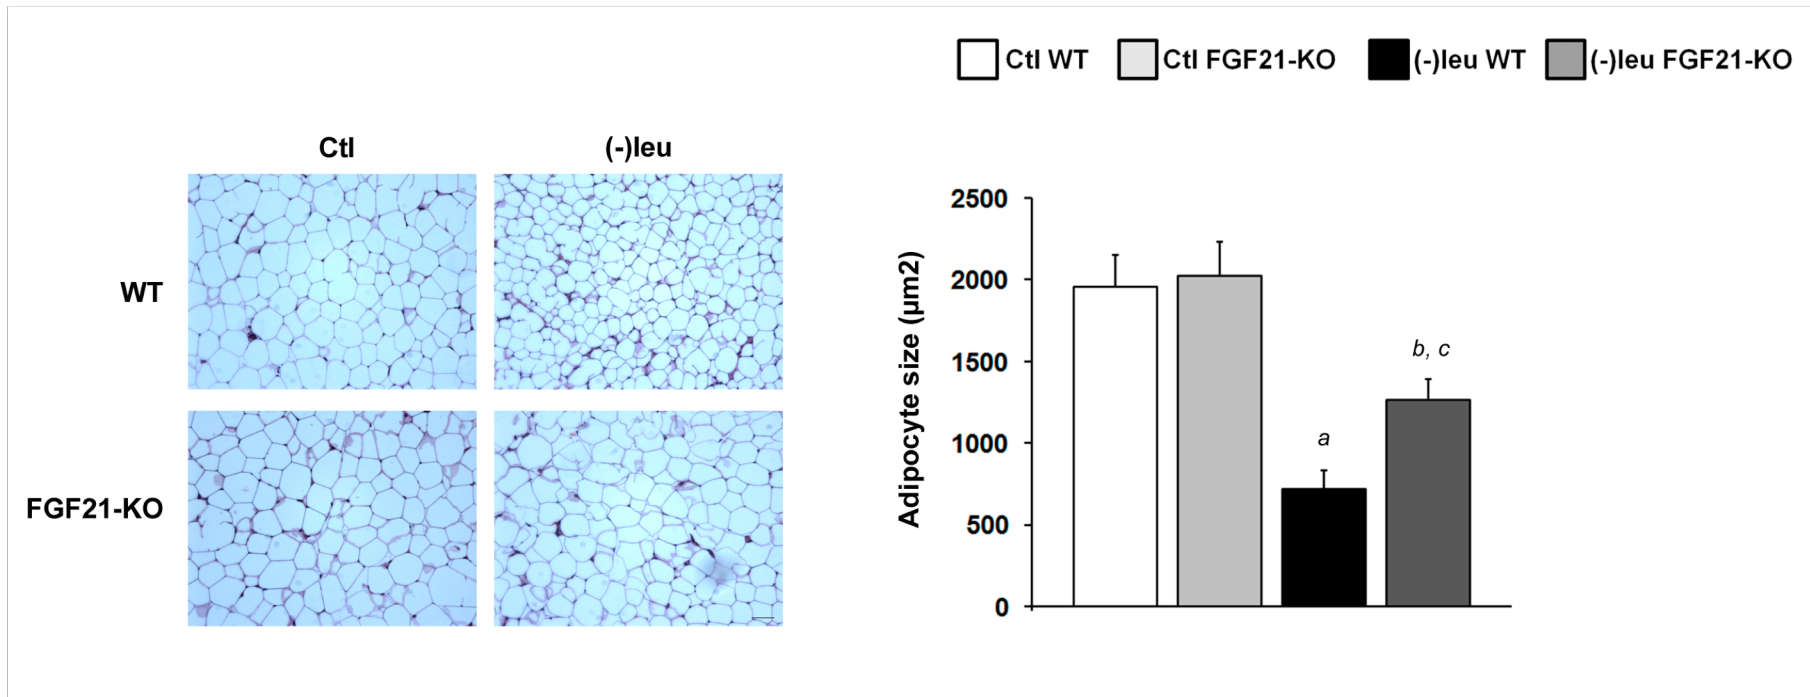 Ctl WT Ctl FGF21-KO (-)leu WT (-)leu FGF21-KO
Ctl (-)leu
WT
FGF21-KO
Adipocyte size (µm2)
2500
2000
1500
1000
500
0
a
b, c